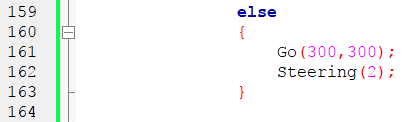 159 else
160 {
161 Go(300,300);
162 Steering(2);
163 }
164